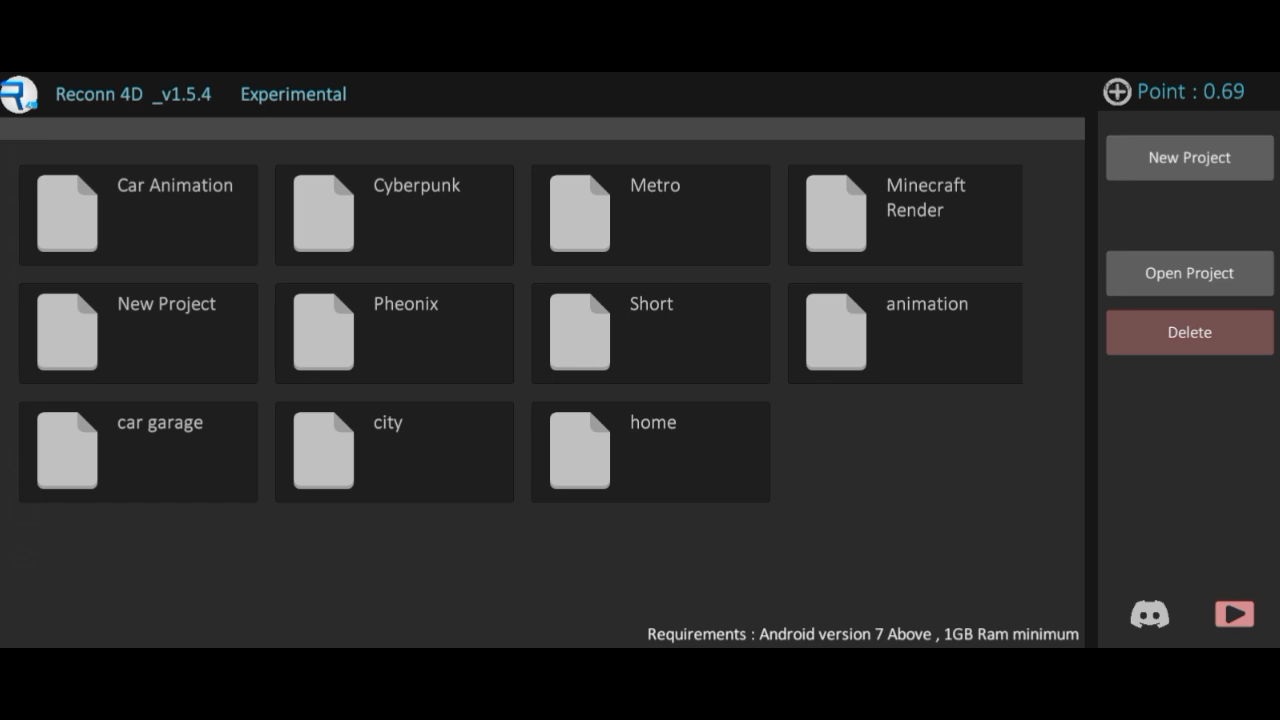 Reconn 4D _v1.5.4 Experimental
Point : 0.69
Car Animation
Cyberpunk
Metro
Minecraft
Render
New Project
Pheonix
Short
animation
car garage
city
home
New Project
Open Project
Delete
Requirements : Android version 7 Above , 1GB Ram minimum